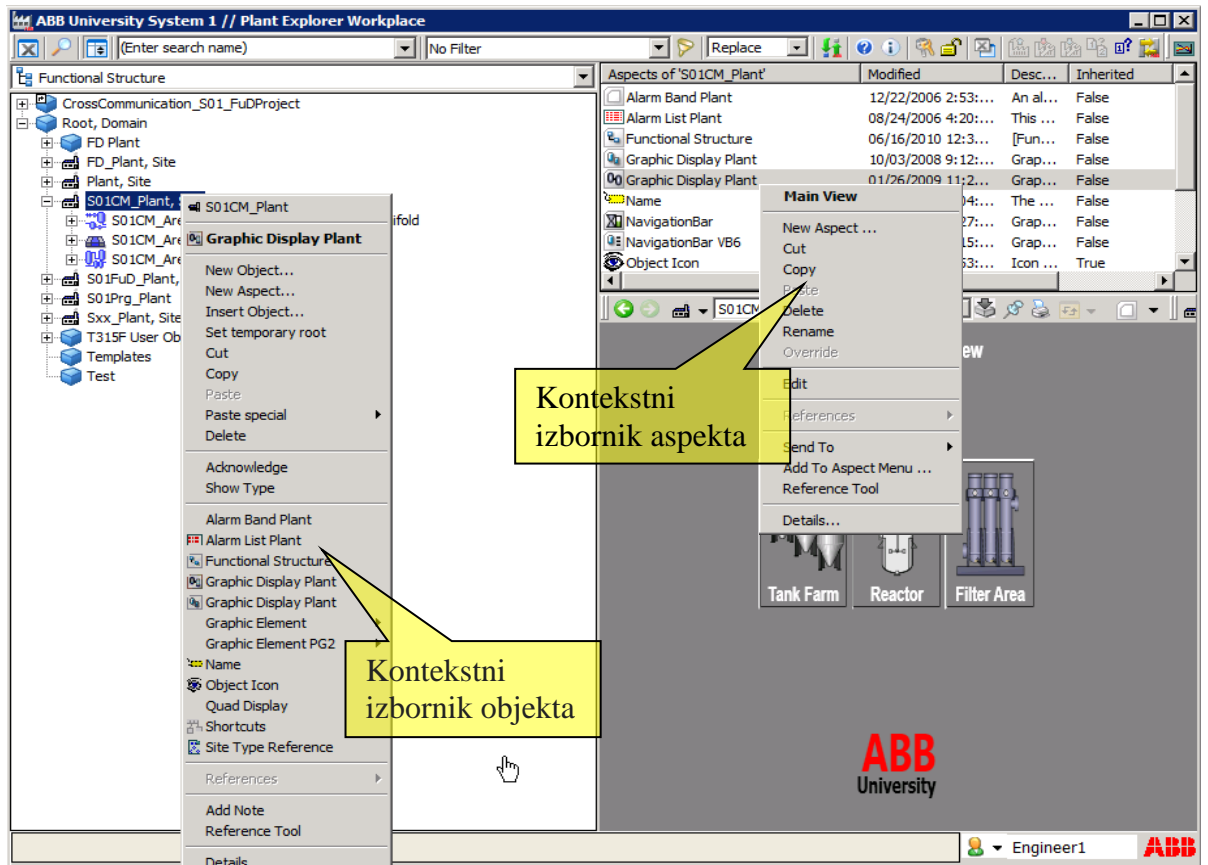 ABB University System 1 // Plant Explorer Workplace
(Enter search name)
No Filter
Replace
Functional Structure
CrossCommunication_S01_FuDProject
Root, Domain
FD Plant
FD_Plant, Site
Plant, Site
S01CM_Plant,
S01CM_Are
ifold
S01CM_Are
S01CM_Are
S01FuD_Plant,
S01Prg_Plant
Sxx_Plant, Site
T315F User Ob
Templates
Test
S01CM_Plant
Graphic Display Plant
New Object...
New Aspect...
Insert Object...
Set temporary root
Cut
Copy
Paste
Paste special
Delete
Acknowledge
Show Type
Alarm Band Plant
Alarm List Plant
Functional Structure
Graphic Display Plant
Graphic Display Plant
Graphic Element
Graphic Element PG2
Name
Object Icon
Quad Display
Shortcuts
Site Type Reference
References
Add Note
Reference Tool
Details
Kontekstni
izbornik objekta
Aspects of 'S01CM_Plant' Modified Desc... Inherited
Alarm Band Plant 12/22/2006 2:53:... An al... False
Alarm List Plant 08/24/2006 4:20:... This ... False
Functional Structure 06/16/2010 12:3... [Fun... False
Graphic Display Plant 10/03/2008 9:12:... Grap... False
Graphic Display Plant 01/26/2009 11:2... Grap... False
Name 04:... The ... False
NavigationBar 27:... Grap... False
NavigationBar VB6 15:... Grap... False
Object Icon 53:... Icon ... True
Main View
New Aspect ...
Cut
Copy
Paste
Delete
Rename
Override
Edit
References
Send To
Add To Aspect Menu ...
Reference Tool
Details...
Kontekstni
izbornik aspekta
S01CM
ew
Tank Farm
Reactor
Filter Area
ABB
University
Engineer1
ABB